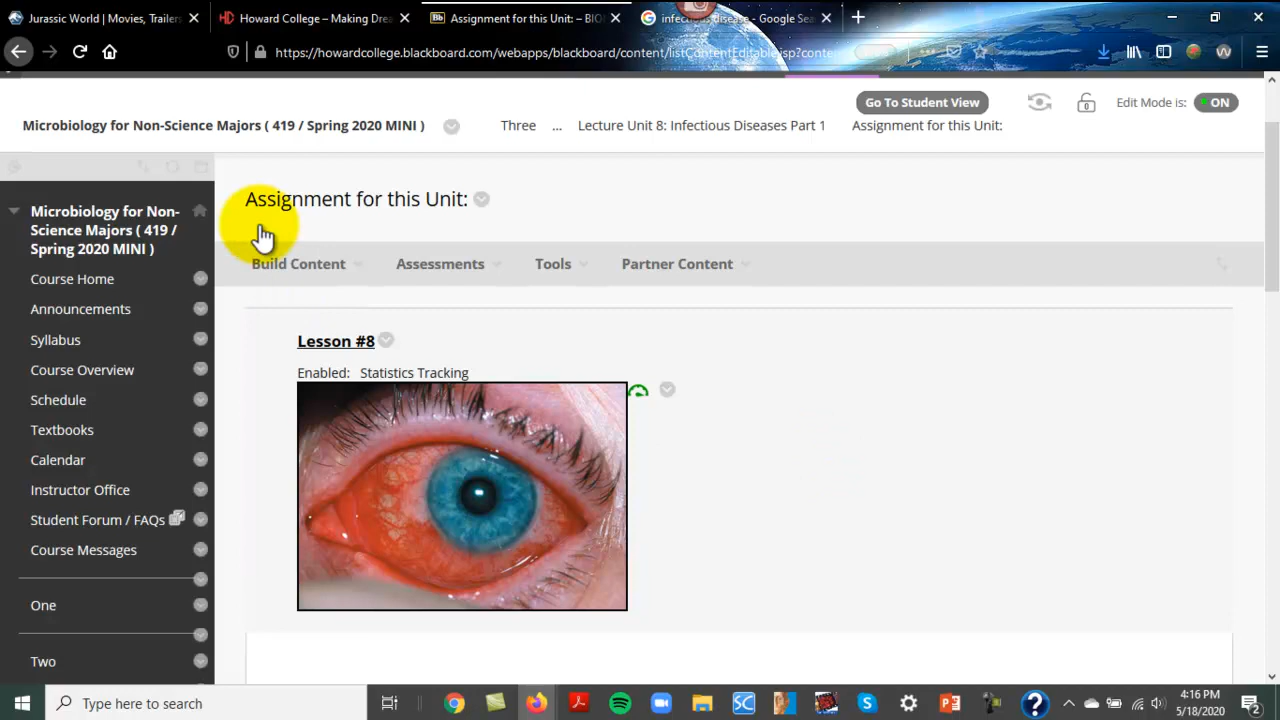 Jurassic World | Movies, Trailers
Howard College – Making Drea
Assignment for this Unit: – BIO
infectious disease - Google Sea
https://howardcollege.blackboard.com/webapps/blackboard/content/listContentEditable.jsp?conte
Go To Student View
Edit Mode is:
ON
Microbiology for Non-Science Majors ( 419 / Spring 2020 MINI )
Three
...
Lecture Unit 8: Infectious Diseases Part 1
Assignment for this Unit:
Microbiology for Non-
Science Majors ( 419 /
Spring 2020 MINI )
Course Home
Announcements
Syllabus
Course Overview
Schedule
Textbooks
Calendar
Instructor Office
Student Forum / FAQs
Course Messages
One
Two
Assignment for this Unit:
Build Content
Assessments
Tools
Partner Content
Lesson #8
Enabled: Statistics Tracking
Type here to search
4:16 PM
5/18/2020
2